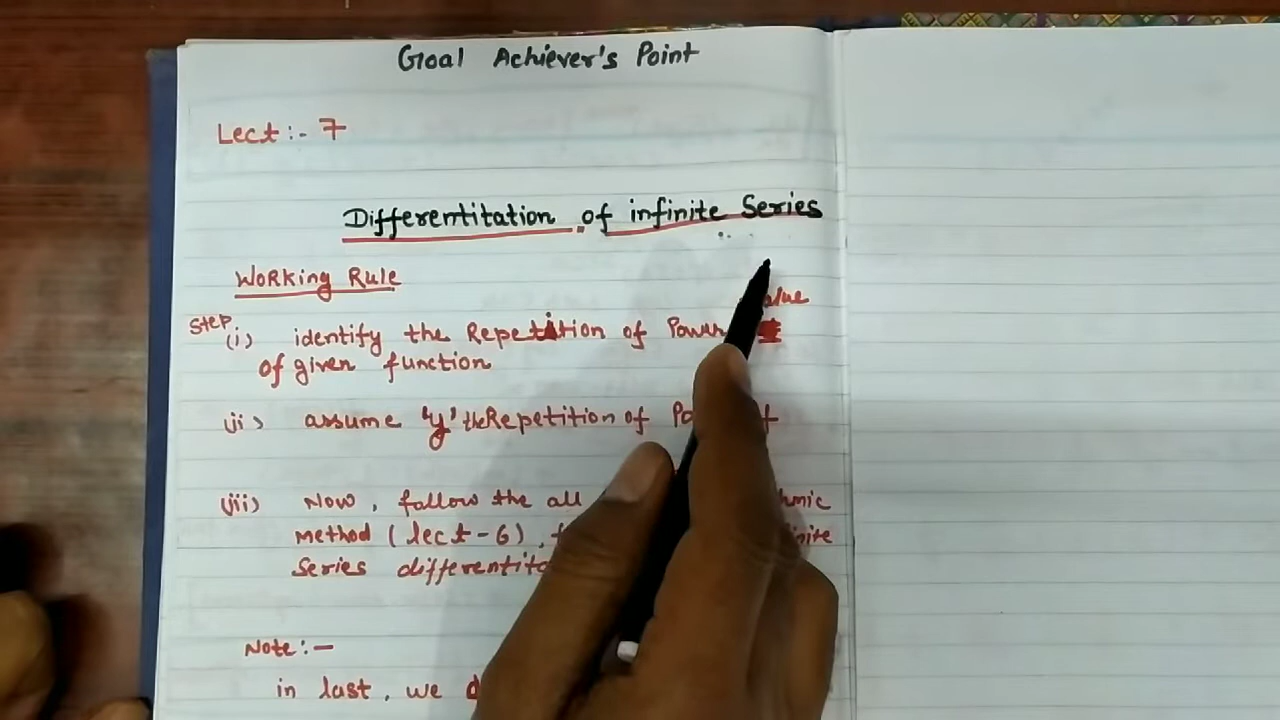 Goal Achiever's Point
Lect :- 7
Differentitation of infinite Series
Working Rule
value
Step (i) identify the Repetition of Power
of given function
(ii) assume 'y' the Repetition of
(iii) Now, follow the all
method (lect-6),
Series
Note:-
in last, we